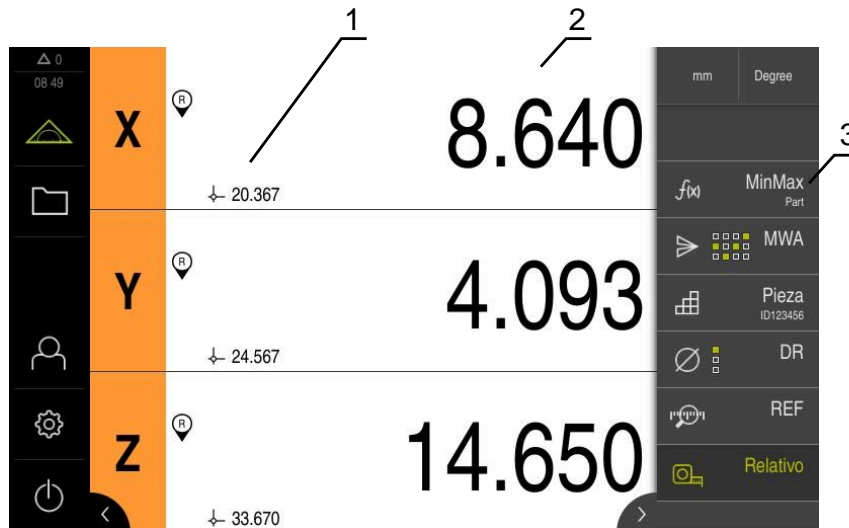 1
2
3
0
08 49
X
R
8.640
20.367
Y
R
4.093
24.567
Z
R
14.650
33.670
mm
Degree
f(x)
MinMax
Part
MWA
Pieza
ID123456
DR
REF
Relativo